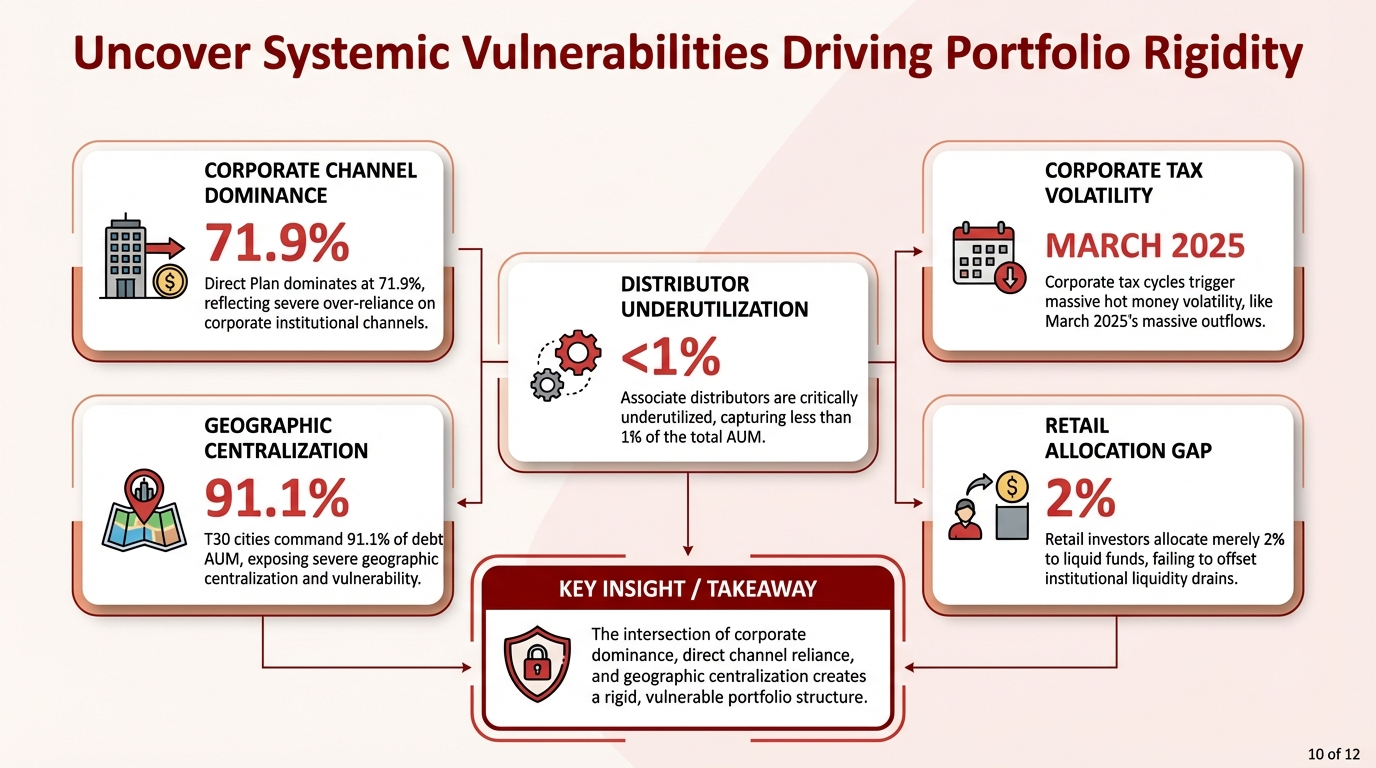 Uncover Systemic Vulnerabilities Driving Portfolio Rigidity
CORPORATE CHANNEL
DOMINANCE
71.9%
Direct Plan dominates at 71.9%,
reflecting severe over-reliance on
corporate institutional channels.
GEOGRAPHIC
CENTRALIZATION
91.1%
T30 cities command 91.1% of debt
AUM, exposing severe geographic
centralization and vulnerability.
DISTRIBUTOR
UNDERUTILIZATION
<1%
Associate distributors are critically
underutilized, capturing less than
1% of the total AUM.
CORPORATE TAX
VOLATILITY
MARCH 2025
Corporate tax cycles trigger
massive hot money volatility, like
March 2025's massive outflows.
RETAIL
ALLOCATION GAP
2%
Retail investors allocate merely 2%
to liquid funds, failing to offset
institutional liquidity drains.
KEY INSIGHT / TAKEAWAY
The intersection of corporate
dominance, direct channel reliance,
and geographic centralization creates
a rigid, vulnerable portfolio structure.
10 of 12